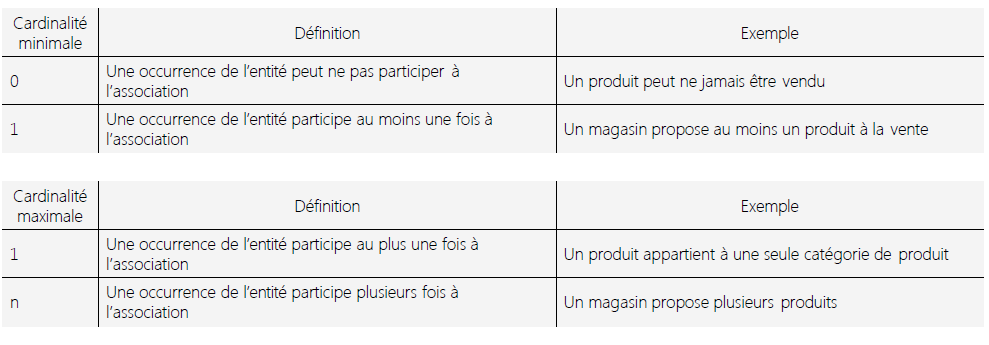 Cardinalité
minimale
Définition
Exemple
0
Une occurrence de l’entité peut ne pas participer à
l’association
Un produit peut ne jamais être vendu
1
Une occurrence de l’entité participe au moins une fois à
l’association
Un magasin propose au moins un produit à la vente
Cardinalité
maximale
Définition
Exemple
1
Une occurrence de l’entité participe au plus une fois à
l’association
Un produit appartient à une seule catégorie de produit
n
Une occurrence de l’entité participe plusieurs fois à
l’association
Un magasin propose plusieurs produits